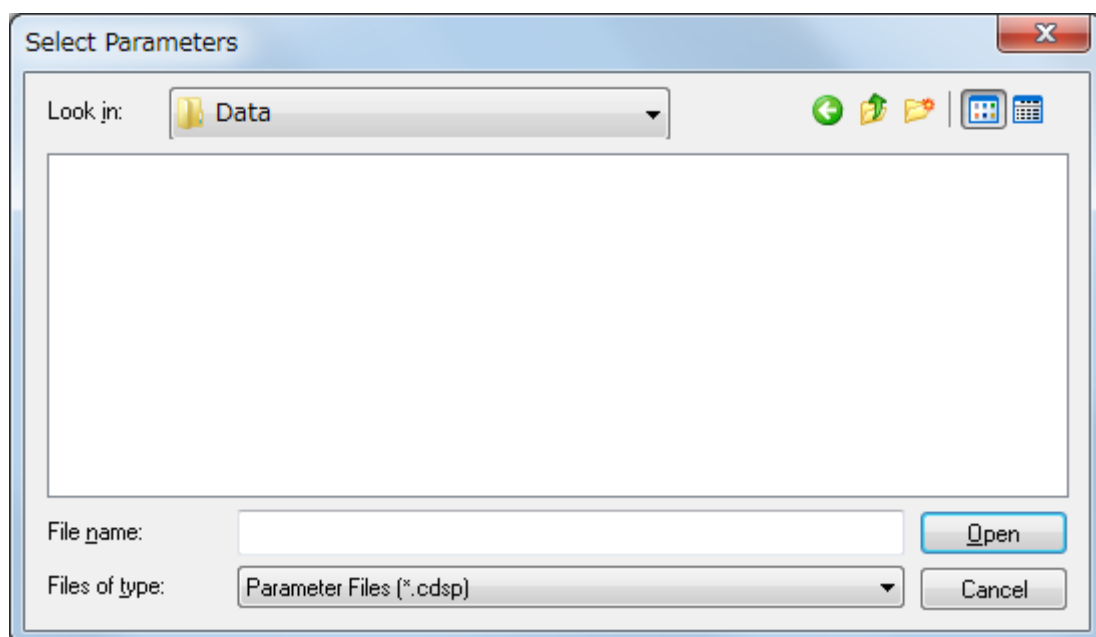 Select Parameters
Look in: Data
File name: Open
Files of type: Parameter Files (*.cdsp) Cancel